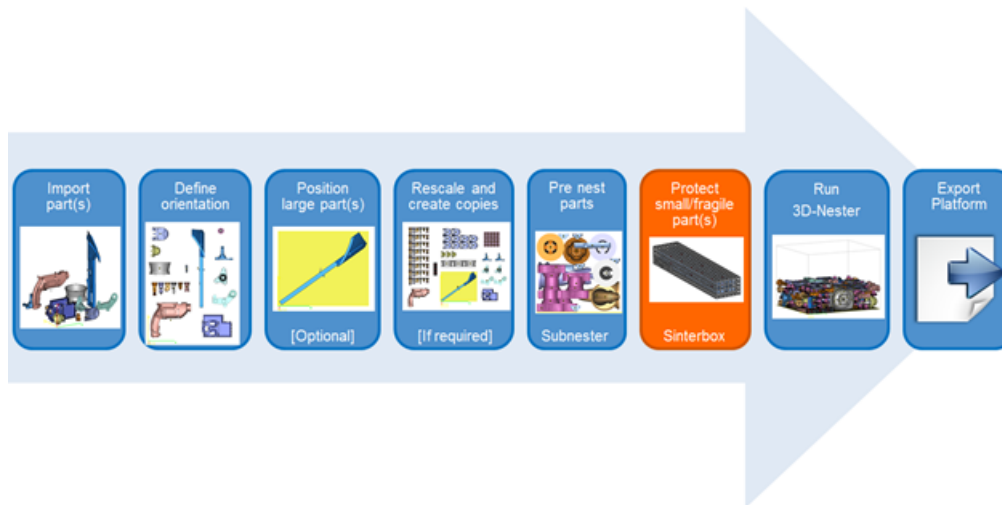 Import
part(s)
Define
orientation
Position
large part(s)
[Optional]
Rescale and
create copies
[If required]
Pre nest
parts
Subnester
Protect
small/fragile
part(s)
Sinterbox
Run
3D-Nester
Export
Platform